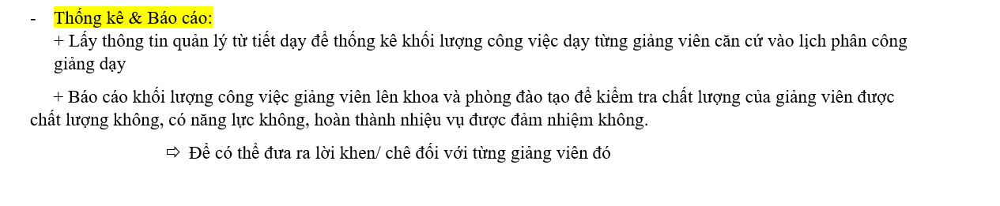 - Thống kê & Báo cáo:
+ Lấy thông tin quản lý từ tiết dạy để thống kê khối lượng công việc dạy từng giảng viên căn cứ vào lịch phân công
giảng dạy
+ Báo cáo khối lượng công việc giảng viên lên khoa và phòng đào tạo để kiểm tra chất lượng của giảng viên được
chất lượng không, có năng lực không, hoàn thành nhiệu vụ được đảm nhiệm không.
⇨ Để có thể đưa ra lời khen/ chê đối với từng giảng viên đó